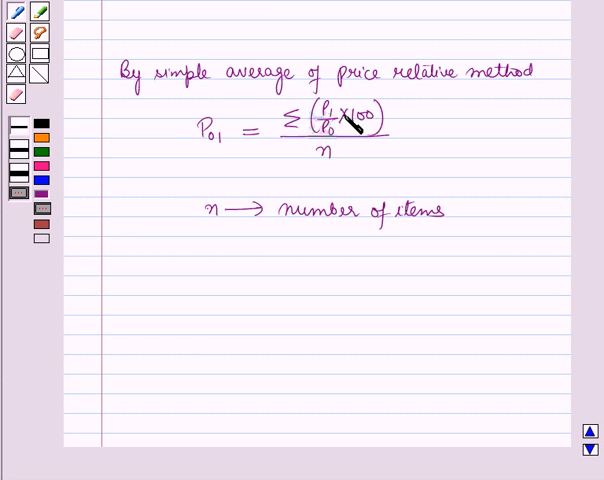 By simple average of price relative method
P₀₁ = Σ (P₁/P₀ × 100) / n
n → number of items